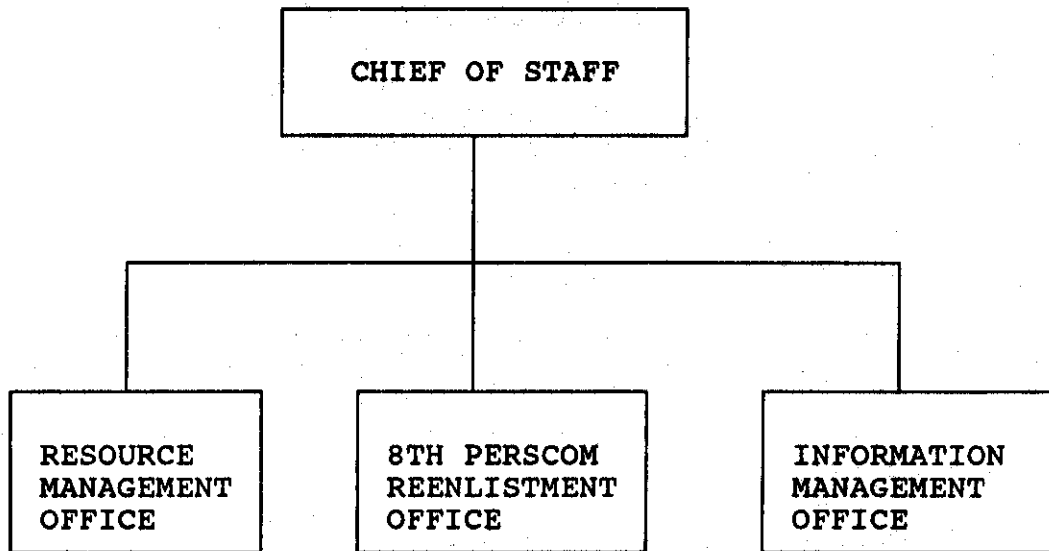 CHIEF OF STAFF
RESOURCE
MANAGEMENT
OFFICE
8TH PERSCOM
REENLISTMENT
OFFICE
INFORMATION
MANAGEMENT
OFFICE